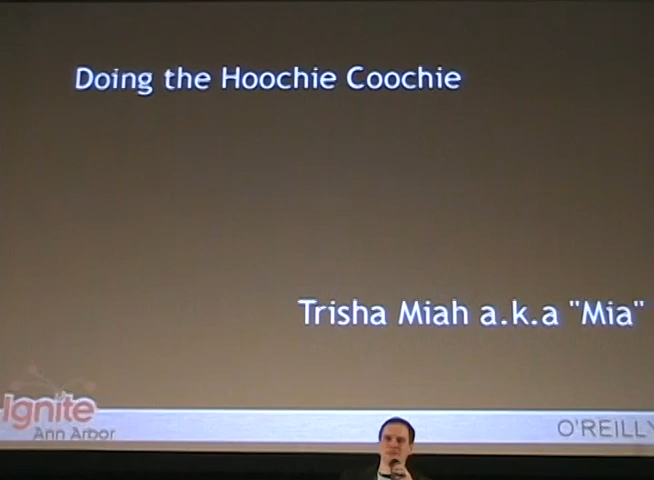 Doing the Hoochie Coochie
Trisha Miah a.k.a "Mia"
Ignite
Ann Arbor
O'REILLY